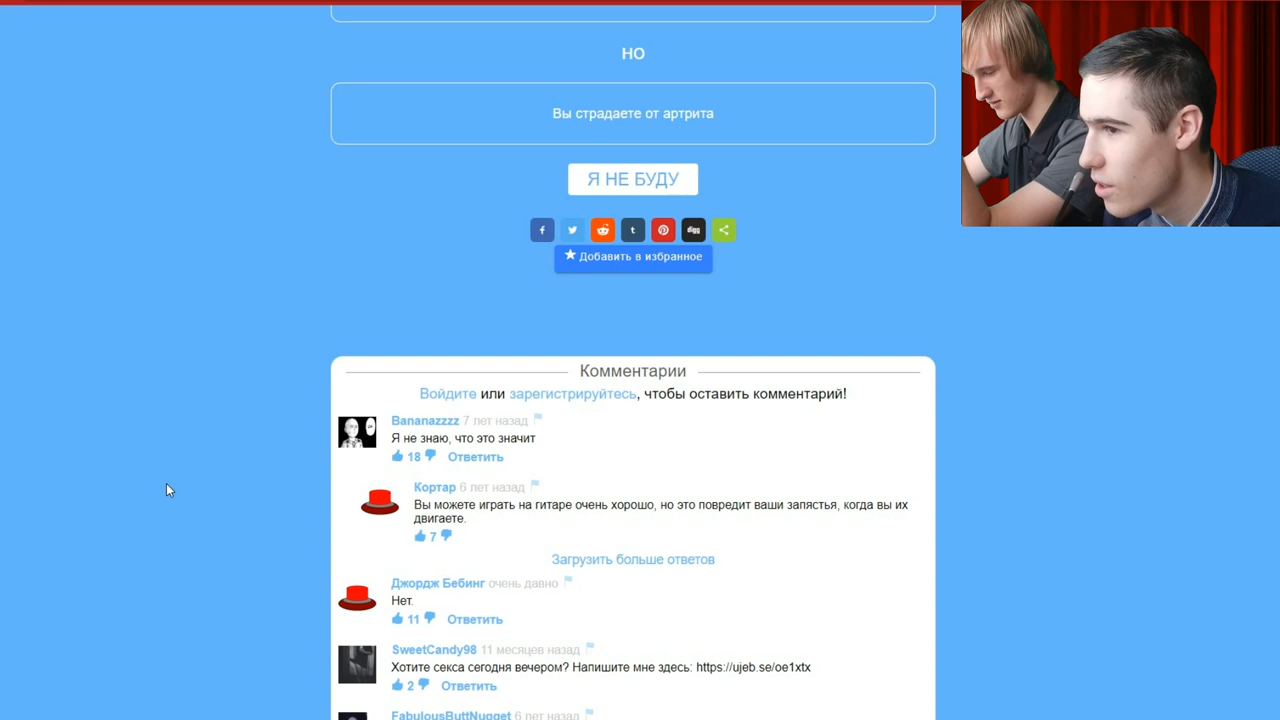 НО
Вы страдаете от артрита
Я НЕ БУДУ
f
t
digg
Добавить в избранное
Комментарии
Войдите или зарегистрируйтесь, чтобы оставить комментарий!
Bananazzzz 7 лет назад
Я не знаю, что это значит
18 Ответить
Кортар 6 лет назад
Вы можете играть на гитаре очень хорошо, но это повредит ваши запястья, когда вы их
двигаете.
7
Загрузить больше ответов
Джордж Бебинг очень давно
Нет.
11 Ответить
SweetCandy98 11 месяцев назад
Хотите секса сегодня вечером? Напишите мне здесь: https://ujeb.se/oe1xtx
2 Ответить
FabulousButtNugget 6 лет назад